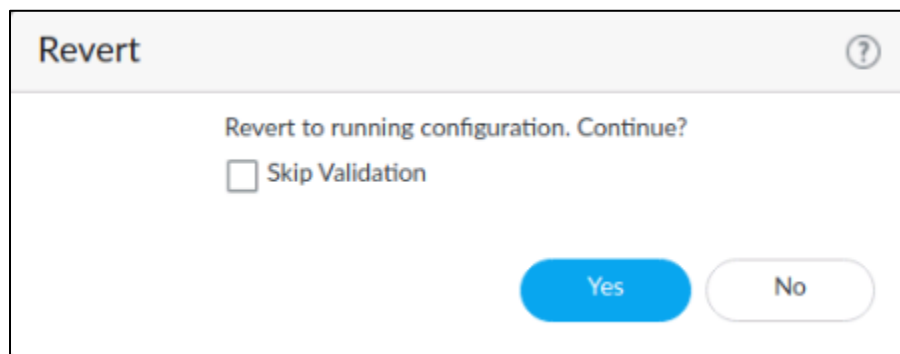 Revert
?
Revert to running configuration. Continue?
Skip Validation
Yes
No